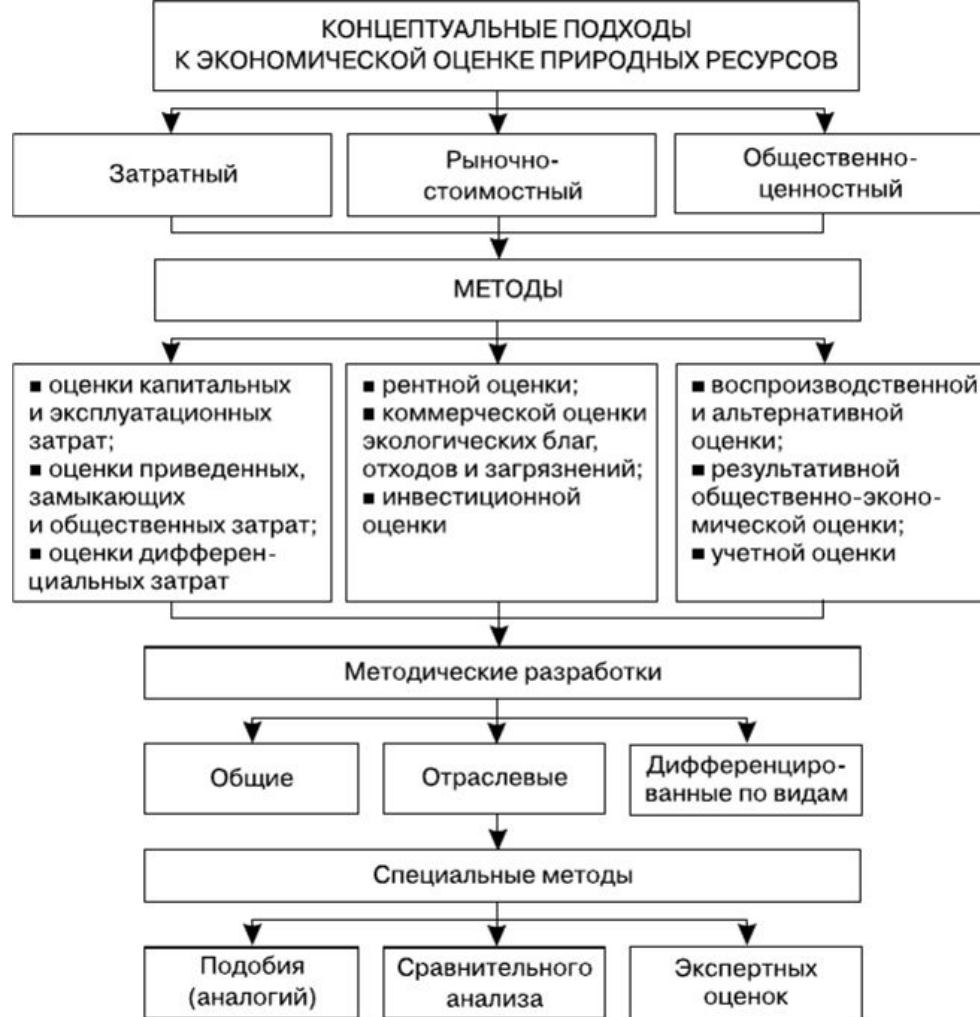 КОНЦЕПТУАЛЬНЫЕ ПОДХОДЫ
К ЭКОНОМИЧЕСКОЙ ОЦЕНКЕ ПРИРОДНЫХ РЕСУРСОВ
Затратный
Рыночно-
стоимостный
Общественно-
ценностный
МЕТОДЫ
■ оценки капитальных
и эксплуатационных
затрат;
■ оценки приведенных,
замыкающих
и общественных затрат;
■ оценки дифферен-
циальных затрат
■ рентной оценки;
■ коммерческой оценки
экологических благ,
отходов и загрязнений;
■ инвестиционной
оценки
■ воспроизводственной
и альтернативной
оценки;
■ результативной
общественно-эконо-
мической оценки;
■ учетной оценки
Методические разработки
Общие
Отраслевые
Дифференциро-
ванные по видам
Специальные методы
Подобия
(аналогий)
Сравнительного
анализа
Экспертных
оценок